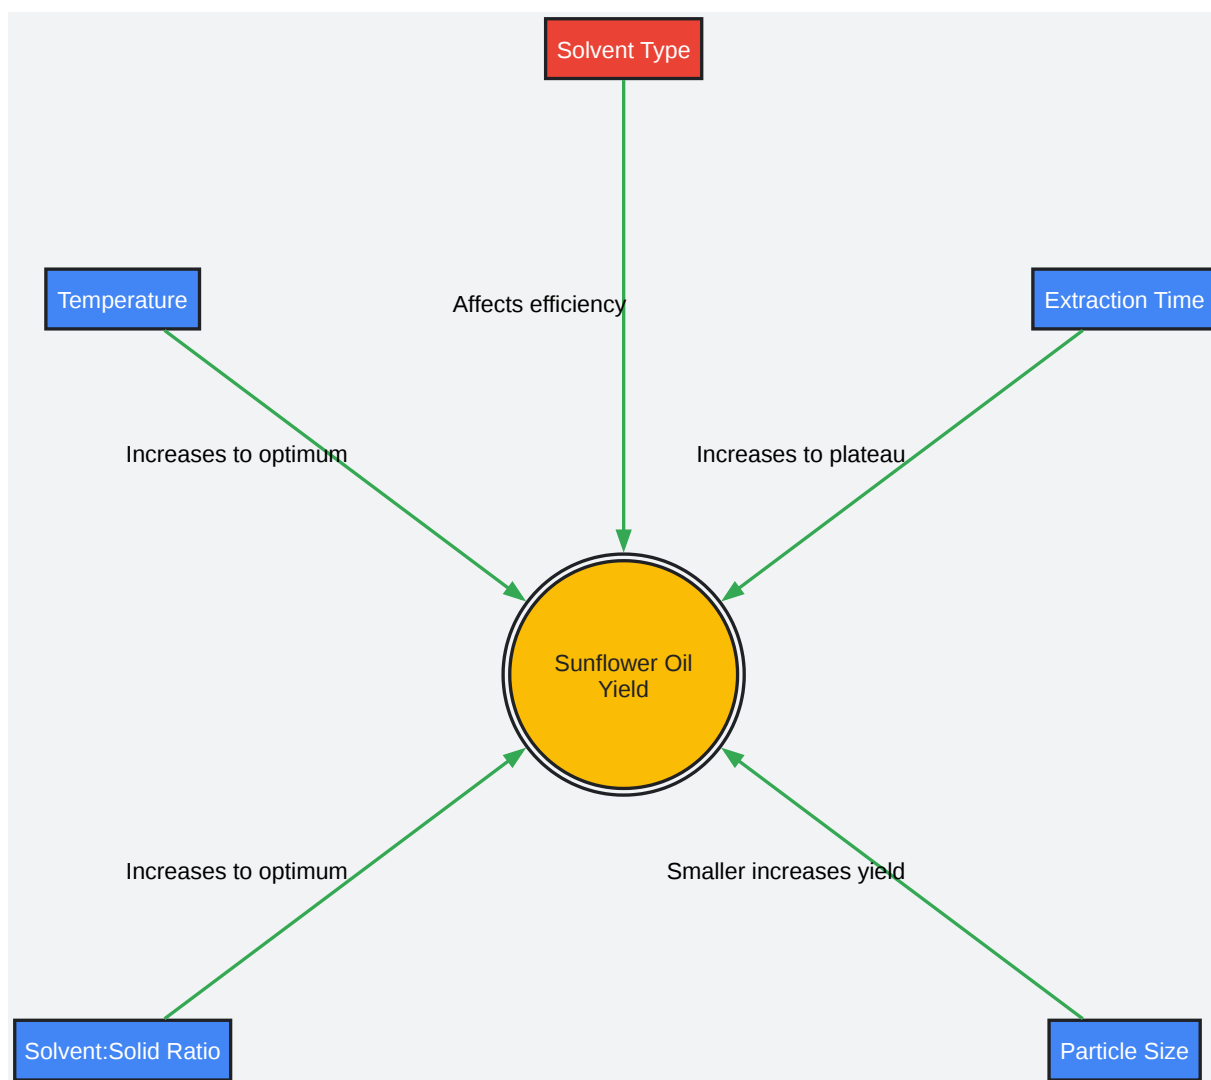 Solvent Type
Temperature
Extraction Time
Affects efficiency
Increases to optimum
Increases to plateau
Sunflower Oil
Yield
Increases to optimum
Smaller increases yield
Solvent:Solid Ratio
Particle Size